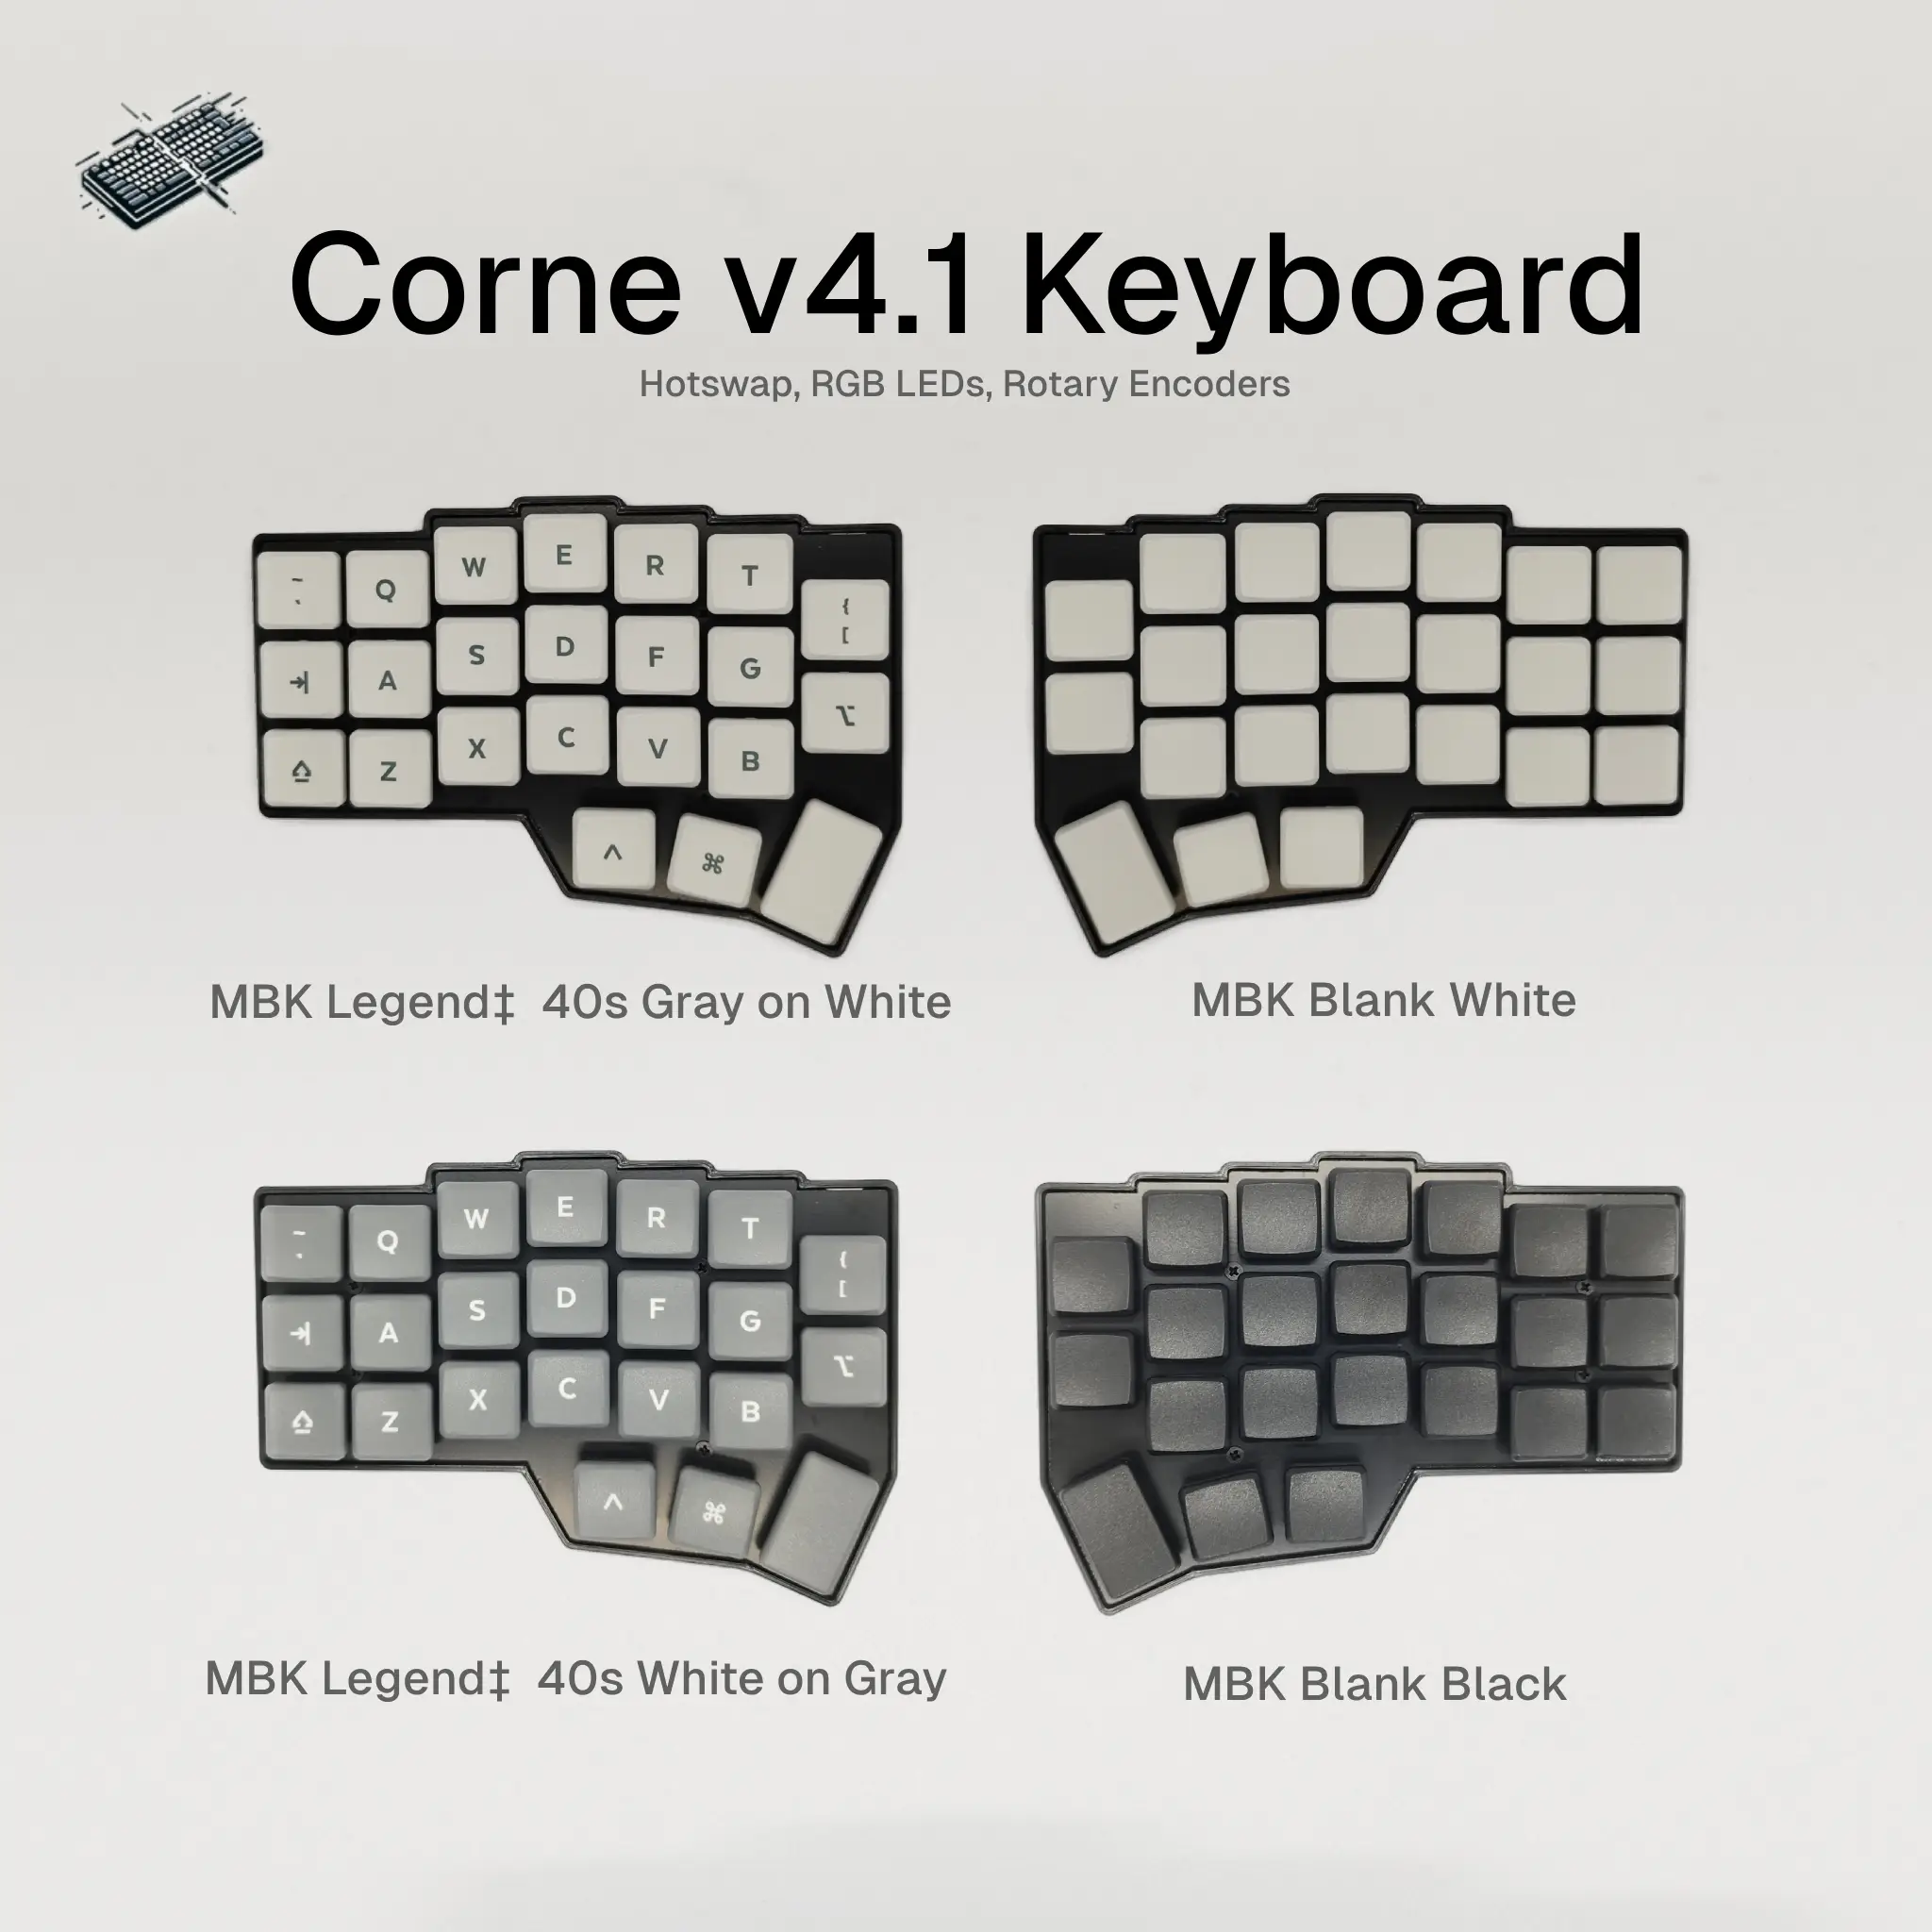 Corne v4.1 Keyboard
Hotswap, RGB LEDs, Rotary Encoders
~ Q W E R T {
` [
⇥ A S D F G ⌥
⇪ Z X C V B
^ ⌘
MBK Legend‡ 40s Gray on White
MBK Blank White
~ Q W E R T {
` [
⇥ A S D F G ⌥
⇪ Z X C V B
^ ⌘
MBK Legend‡ 40s White on Gray
MBK Blank Black